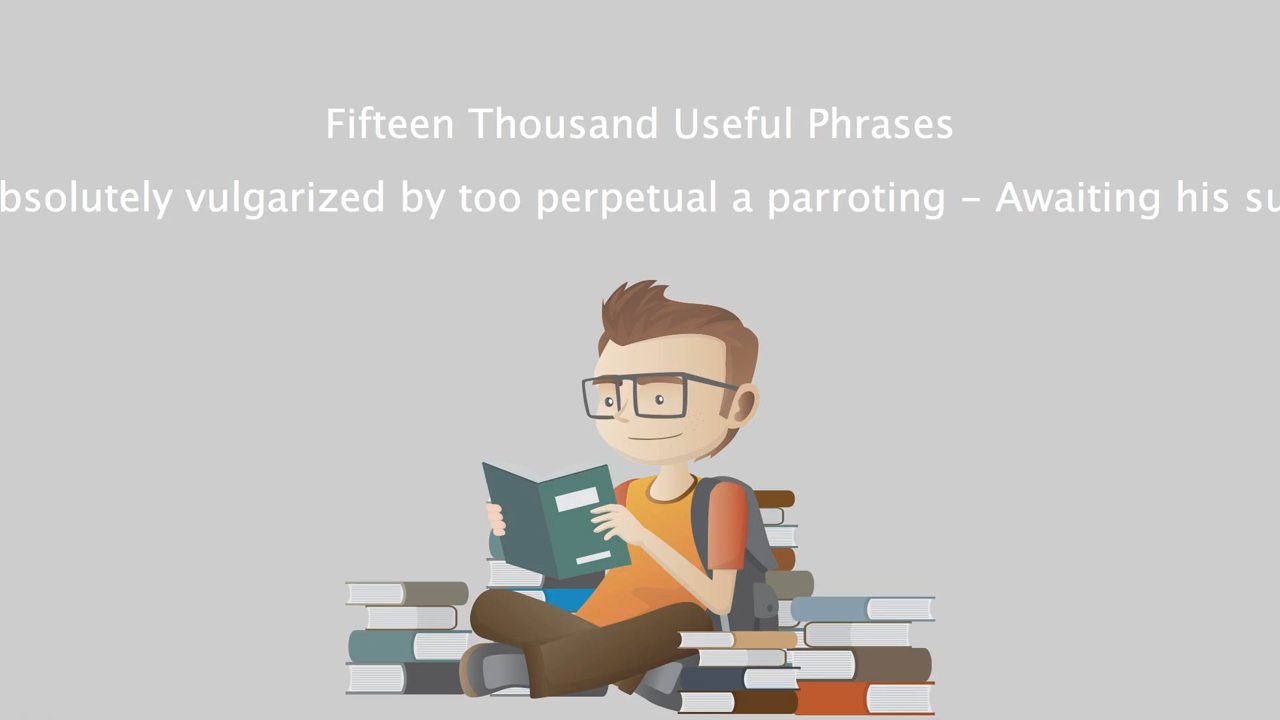 Fifteen Thousand Useful Phrases
bsolutely vulgarized by too perpetual a parroting – Awaiting his su